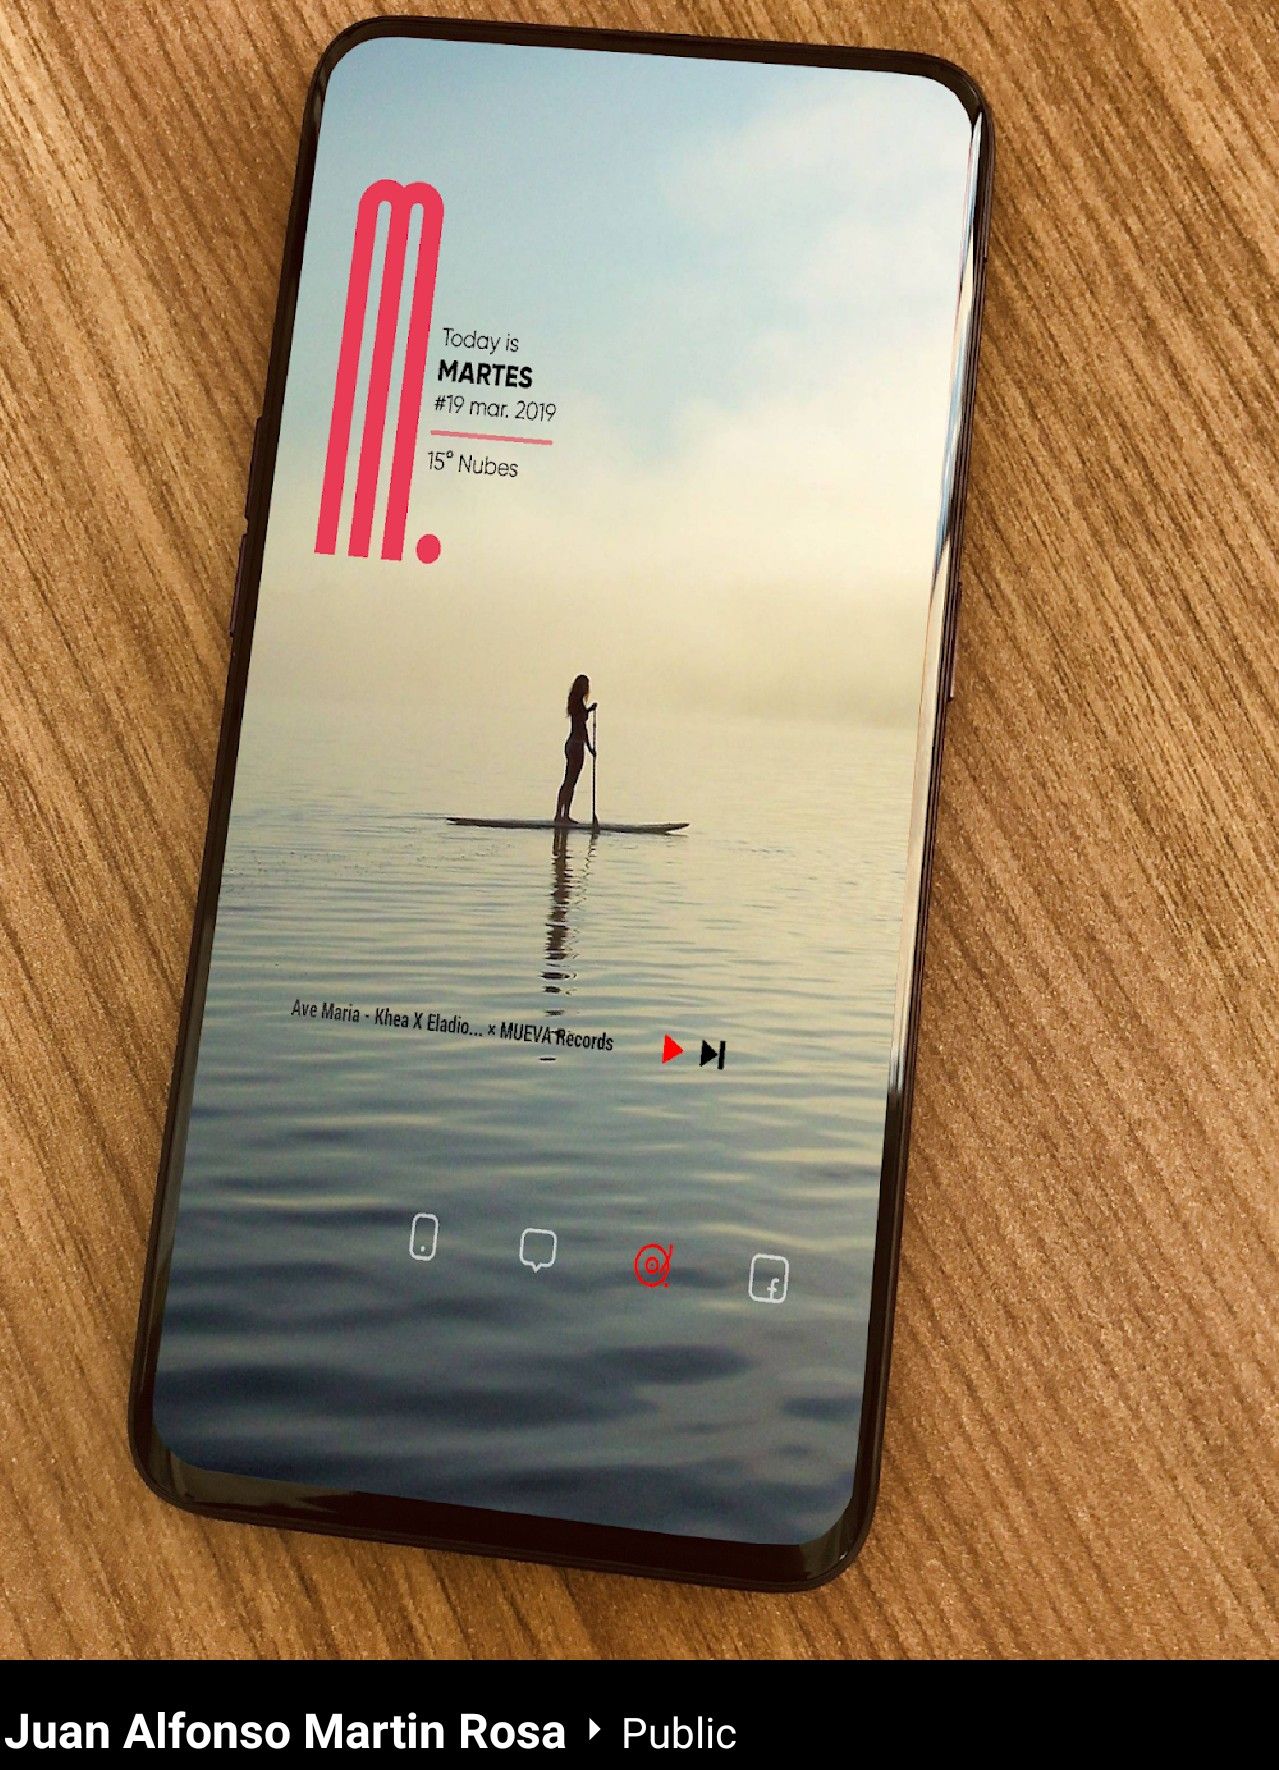 m.
Today is
MARTES
#19 mar. 2019
15° Nubes
Ave Maria - Khea X Eladio... × MUEVA Records
f
Juan Alfonso Martin Rosa ‣ Public